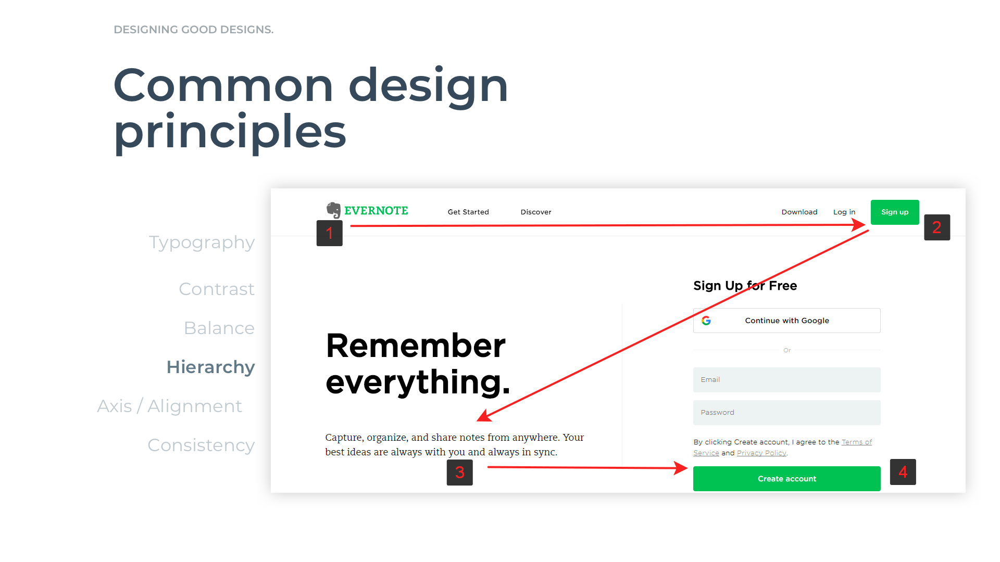 DESIGNING GOOD DESIGNS.
Common design
principles
Typography
Contrast
Balance
Hierarchy
Axis / Alignment
Consistency
EVERNOTE
Get Started
Discover
Download
Log in
Sign up
1
2
Remember
everything.
Capture, organize, and share notes from anywhere. Your
best ideas are always with you and always in sync.
3
Sign Up for Free
Continue with Google
Or
Email
Password
By clicking Create account, I agree to the Terms of
Service and Privacy Policy.
Create account
4